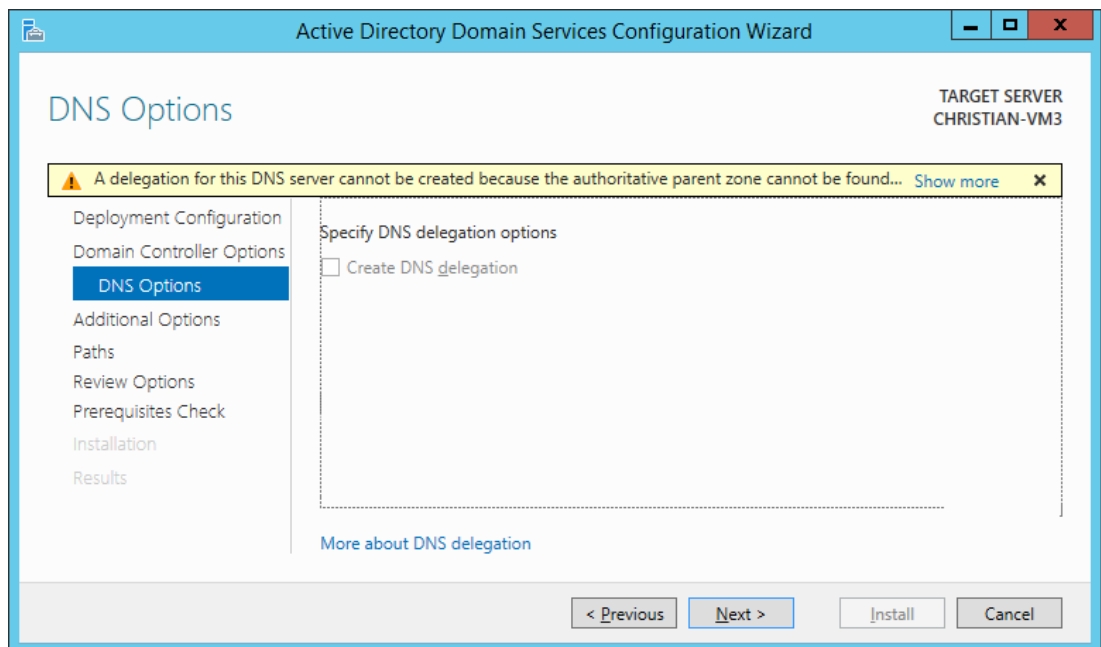 Active Directory Domain Services Configuration Wizard
DNS Options
TARGET SERVER
CHRISTIAN-VM3
A delegation for this DNS server cannot be created because the authoritative parent zone cannot be found... Show more
Deployment Configuration
Domain Controller Options
DNS Options
Additional Options
Paths
Review Options
Prerequisites Check
Installation
Results
Specify DNS delegation options
Create DNS delegation
More about DNS delegation
< Previous
Next >
Install
Cancel